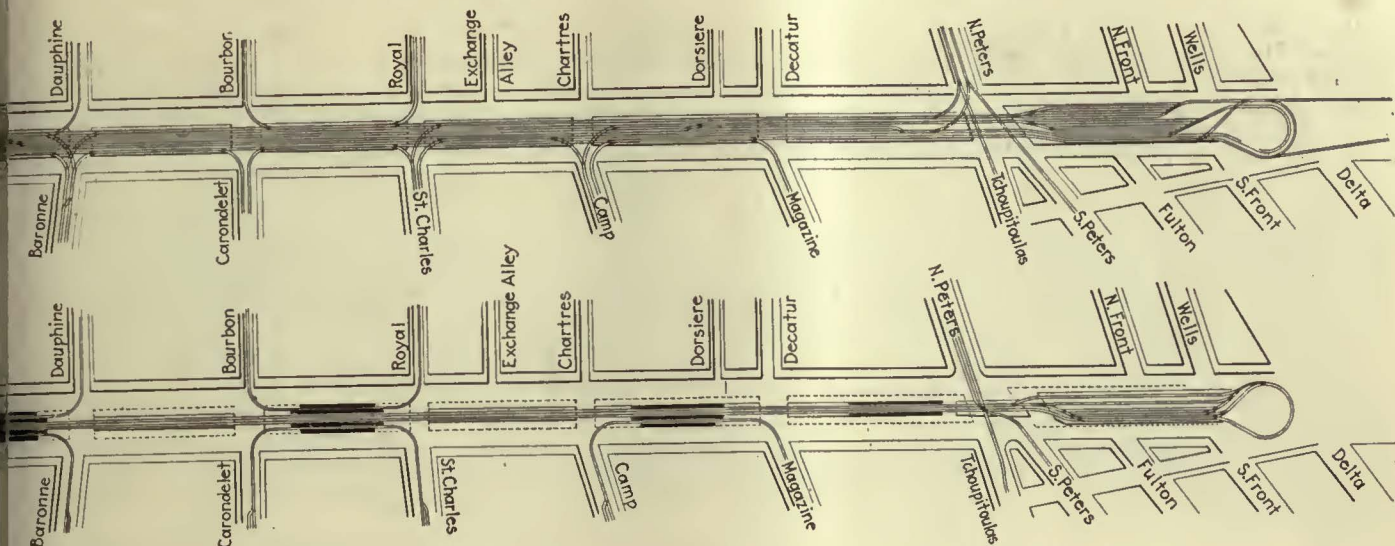 Dauphine
Bourbon.
Royal
Exchange
Alley
Chartres
Dorsiere
Decatur
N. Peters
N. Front
Wells
Baronne
Carondelet
St. Charles
Camp
Magazine
Tchoupitoulas
S. Peters
Fulton
S. Front
Delta
Dauphine
Bourbon
Royal
Exchange Alley
Chartres
Dorsiere
Decatur
N. Peters
N. Front
Wells
Baronne
Carondelet
St. Charles
Camp
Magazine
Tchoupitoulas
S. Peters
Fulton
S. Front
Delta